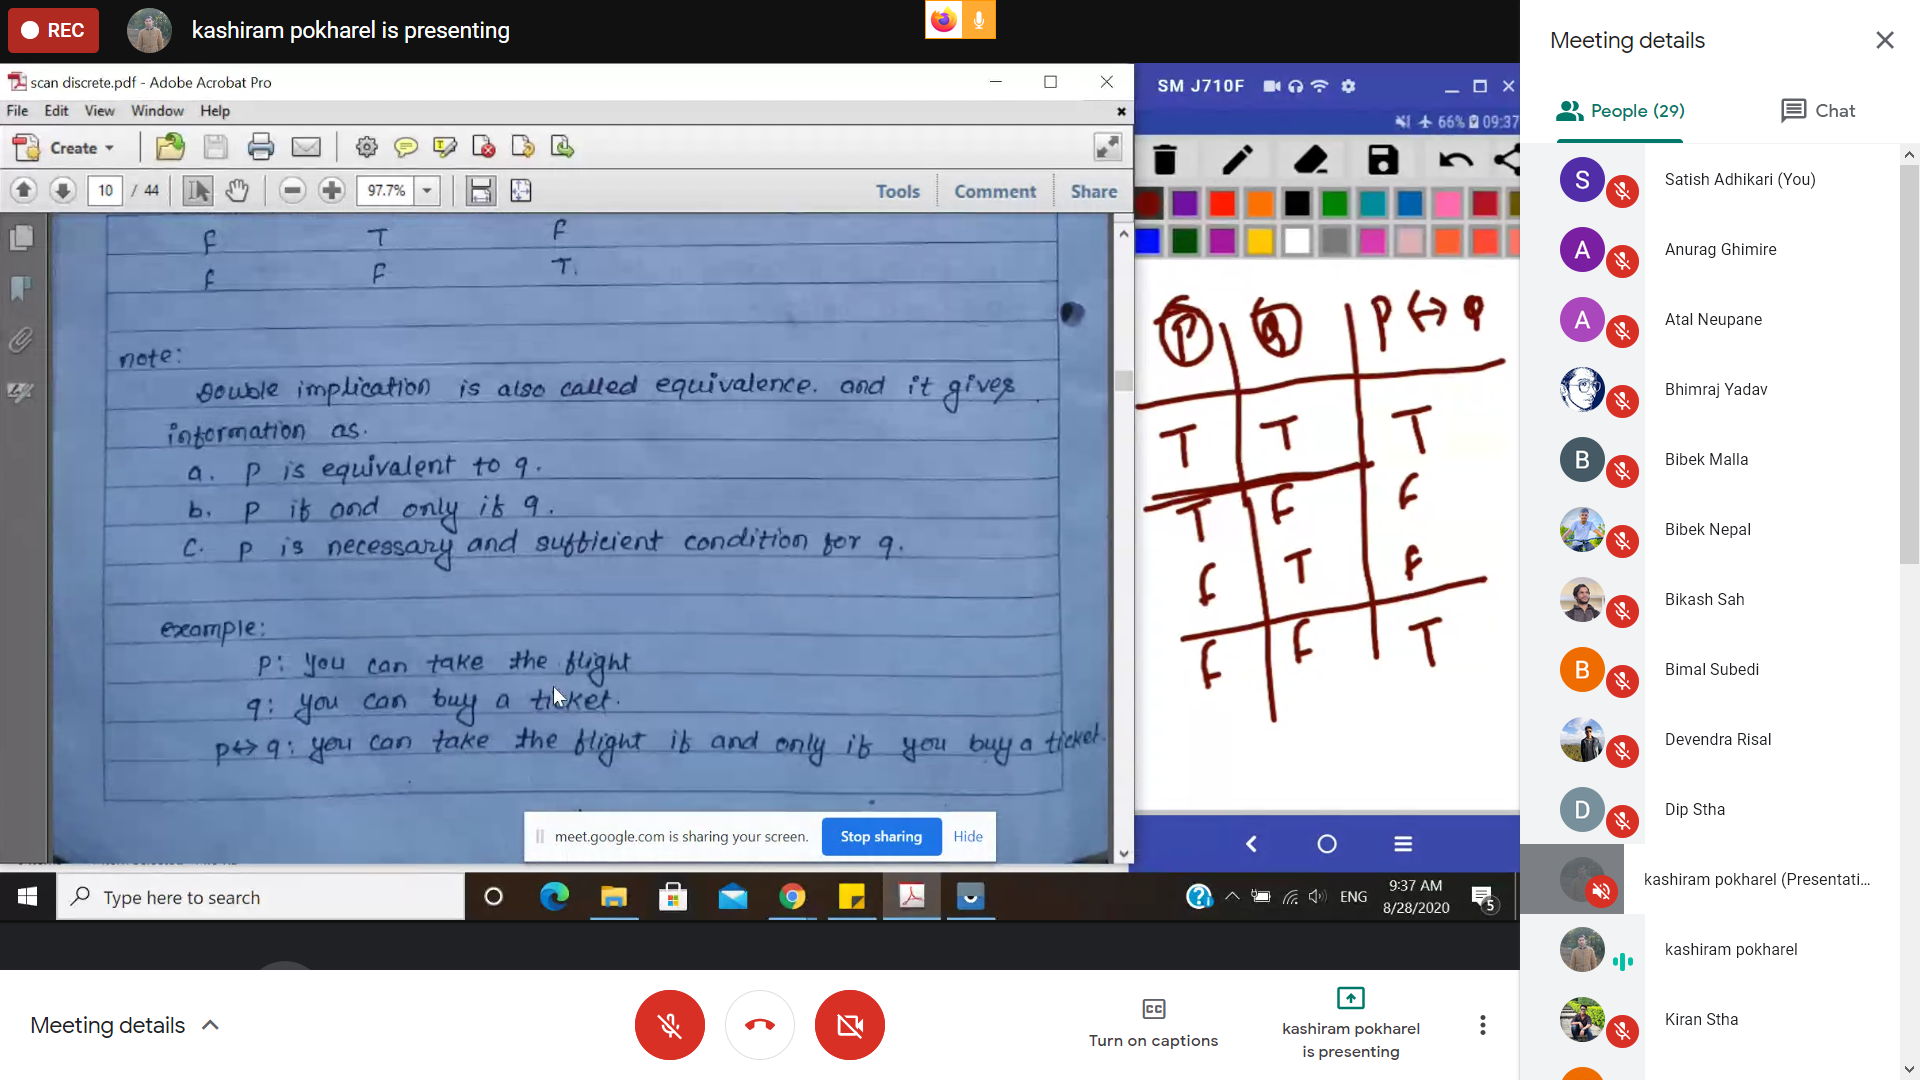 REC
kashiram pokharel is presenting
scan discrete.pdf - Adobe Acrobat Pro
File Edit View Window Help
Create
10 / 44 97.7% Tools Comment Share
F T F
F F T.
note:
Double implication is also called equivalence. and it gives
information as.
a. p is equivalent to q.
b. p if and only if q.
c. p is necessary and sufficient condition for q.
example:
p: you can take the flight
q: you can buy a ticket.
p↔q: you can take the flight if and only if you buy a ticket.
meet.google.com is sharing your screen. Stop sharing Hide
SM J710F
66% 09:37
P Q P ↔ q
T T T
T F F
F T F
F F T
Type here to search
ENG
9:37 AM
8/28/2020
5
Meeting details
Turn on captions
kashiram pokharel
is presenting
Meeting details
People (29) Chat
S Satish Adhikari (You)
A Anurag Ghimire
A Atal Neupane
Bhimraj Yadav
B Bibek Malla
Bibek Nepal
Bikash Sah
B Bimal Subedi
Devendra Risal
D Dip Stha
kashiram pokharel (Presentati...
kashiram pokharel
Kiran Stha